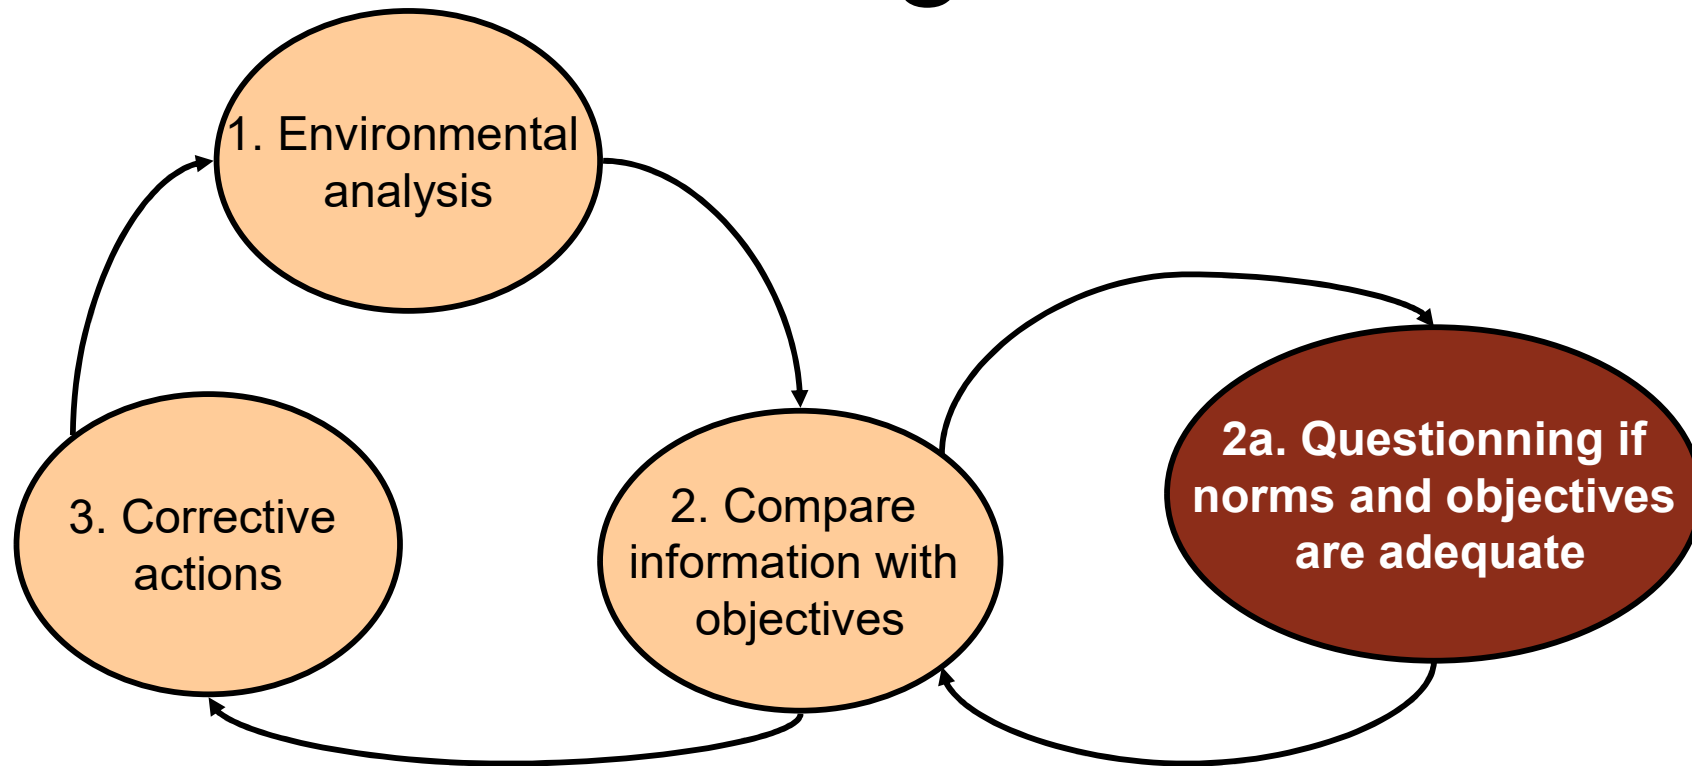 1. Environmental
analysis
2. Compare
information with
objectives
2a. Questionning if
norms and objectives
are adequate
3. Corrective
actions